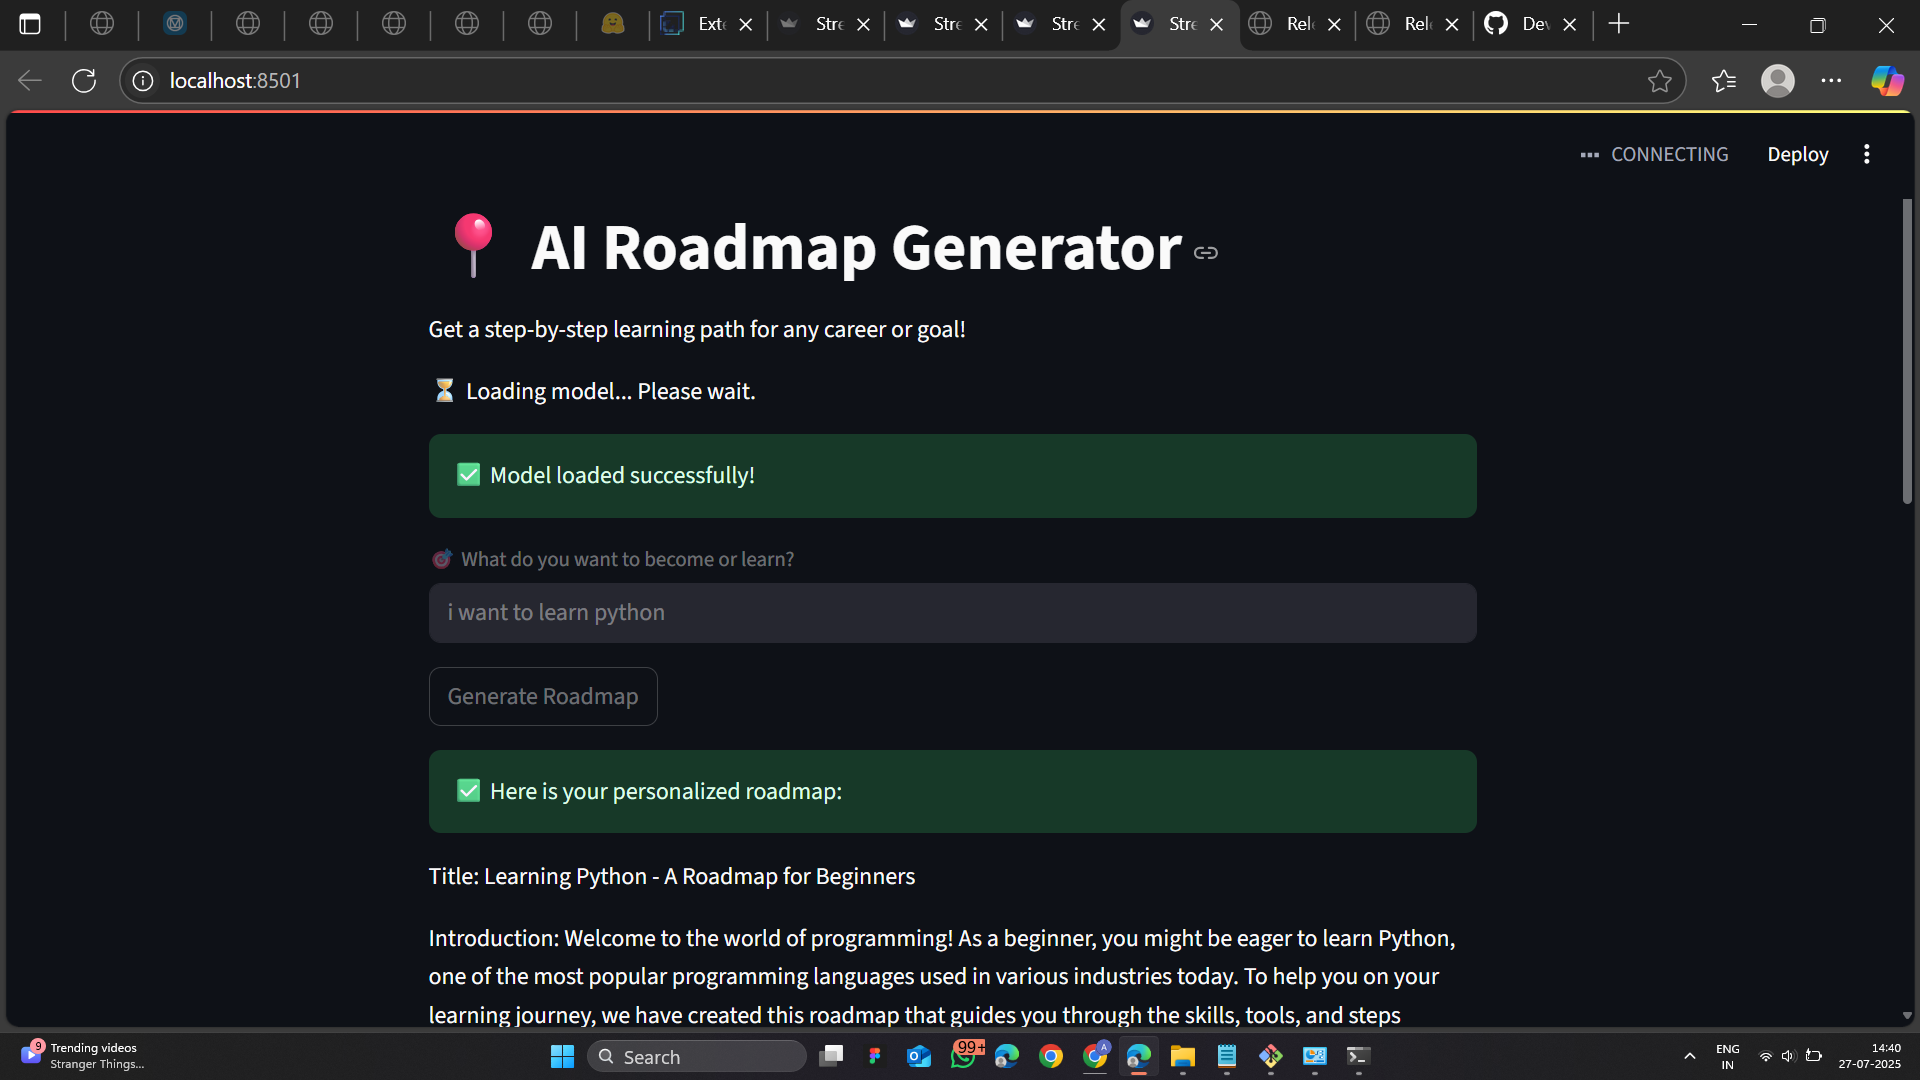 Ext
Stre
Stre
Stre
Stre
Rel
Rel
Dev
localhost:8501
CONNECTING
Deploy
AI Roadmap Generator
Get a step-by-step learning path for any career or goal!
⏳ Loading model... Please wait.
✅ Model loaded successfully!
🎯 What do you want to become or learn?
i want to learn python
Generate Roadmap
✅ Here is your personalized roadmap:
Title: Learning Python - A Roadmap for Beginners
Introduction: Welcome to the world of programming! As a beginner, you might be eager to learn Python,
one of the most popular programming languages used in various industries today. To help you on your
learning journey, we have created this roadmap that guides you through the skills, tools, and steps
9
Trending videos
Stranger Things...
Search
99+
A
ENG
IN
14:40
27-07-2025